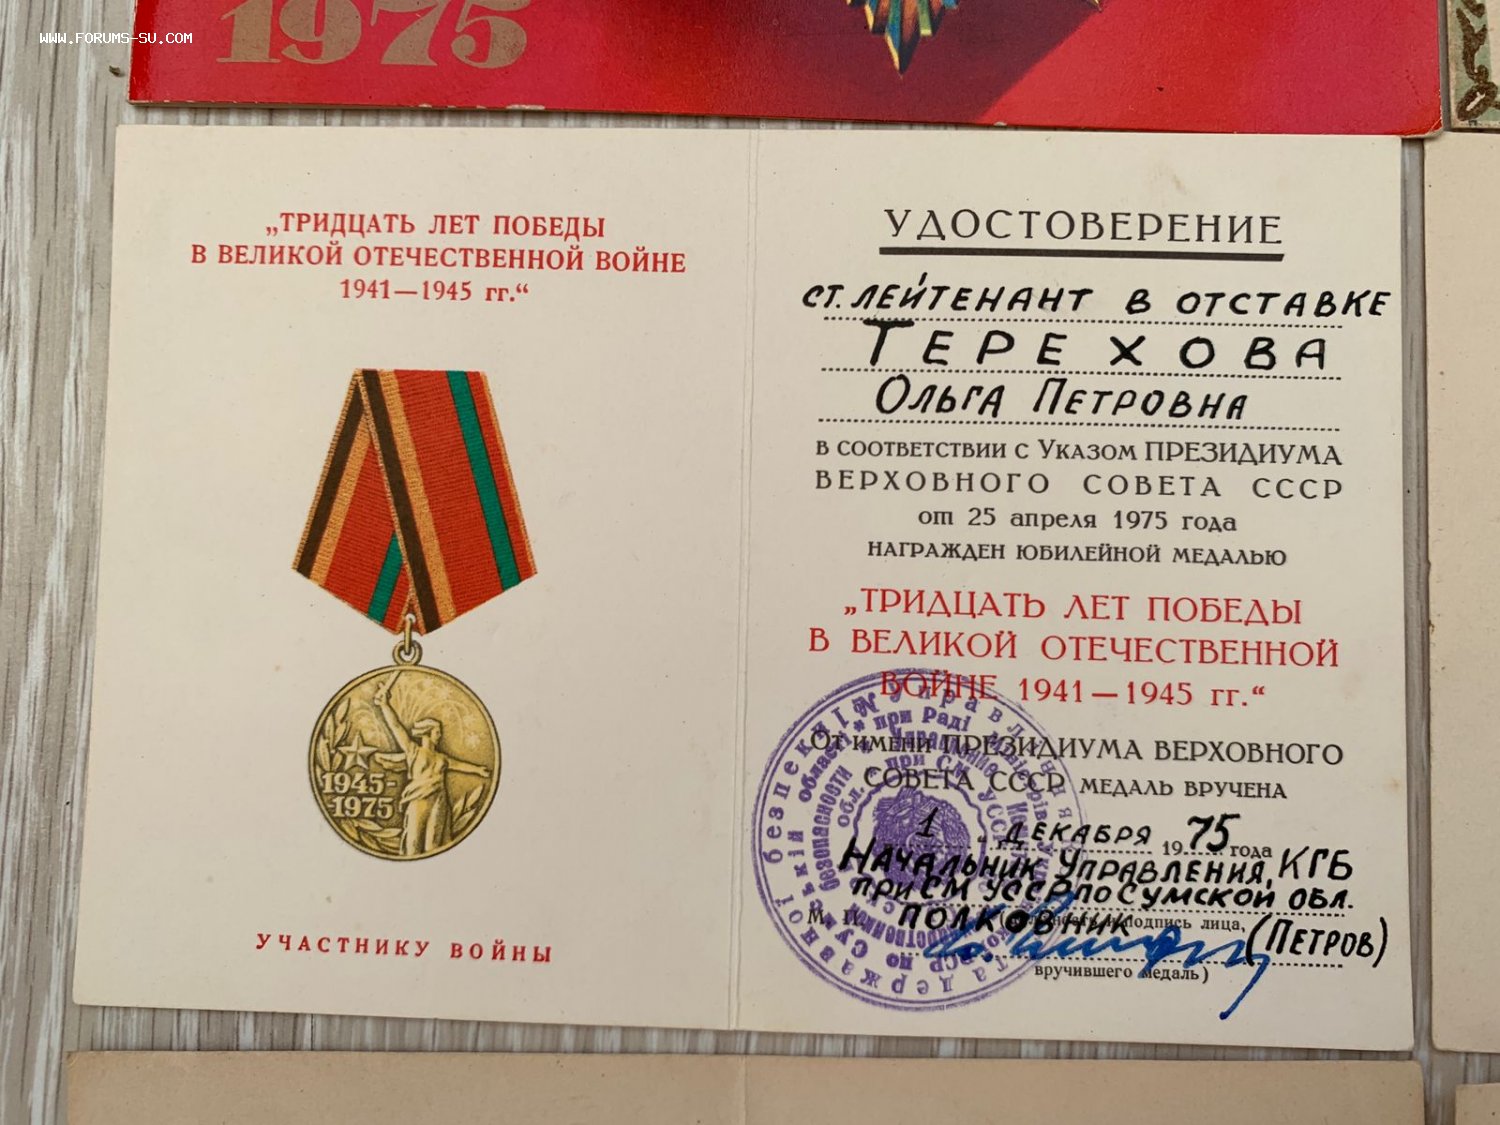 WWW.FORUMS-SU.COM
1975
„ТРИДЦАТЬ ЛЕТ ПОБЕДЫ
В ВЕЛИКОЙ ОТЕЧЕСТВЕННОЙ ВОЙНЕ
1941—1945 гг.“
1945-
1975
УЧАСТНИКУ ВОЙНЫ
УДОСТОВЕРЕНИЕ
СТ. ЛЕЙТЕНАНТ В ОТСТАВКЕ
ТЕРЕХОВА
ОЛЬГА ПЕТРОВНА
В СООТВЕТСТВИИ С УКАЗОМ ПРЕЗИДИУМА
ВЕРХОВНОГО СОВЕТА СССР
от 25 апреля 1975 года
НАГРАЖДЕН ЮБИЛЕЙНОЙ МЕДАЛЬЮ
„ТРИДЦАТЬ ЛЕТ ПОБЕДЫ
В ВЕЛИКОЙ ОТЕЧЕСТВЕННОЙ
ВОЙНЕ 1941—1945 гг.“
ОТ ИМЕНИ ПРЕЗИДИУМА ВЕРХОВНОГО
СОВЕТА СССР МЕДАЛЬ ВРУЧЕНА
1 ДЕКАБРЯ 1975 года
НАЧАЛЬНИК УПРАВЛЕНИЯ КГБ
ПРИ СМ УССР ПО СУМСКОЙ ОБЛ.
М. П. ПОЛКОВНИК подпись лица,
(ПЕТРОВ)
вручившего медаль)